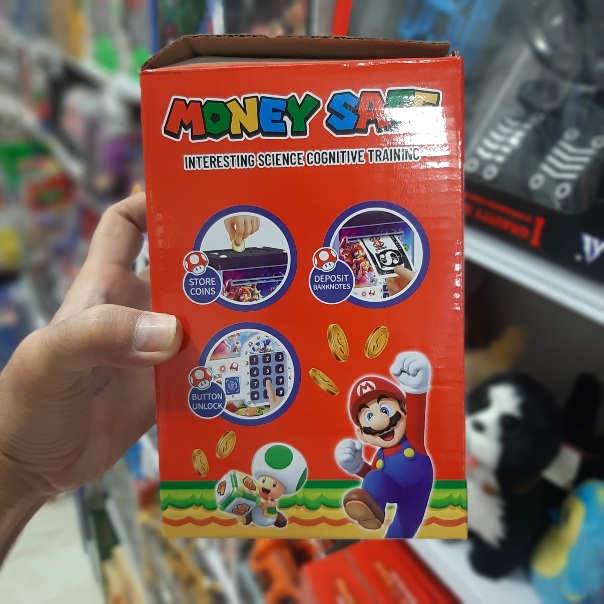 MONEY SAFE
INTERESTING SCIENCE COGNITIVE TRAINING
STORE
COINS
DEPOSIT
BANKNOTES
BUTTON
UNLOCK
M